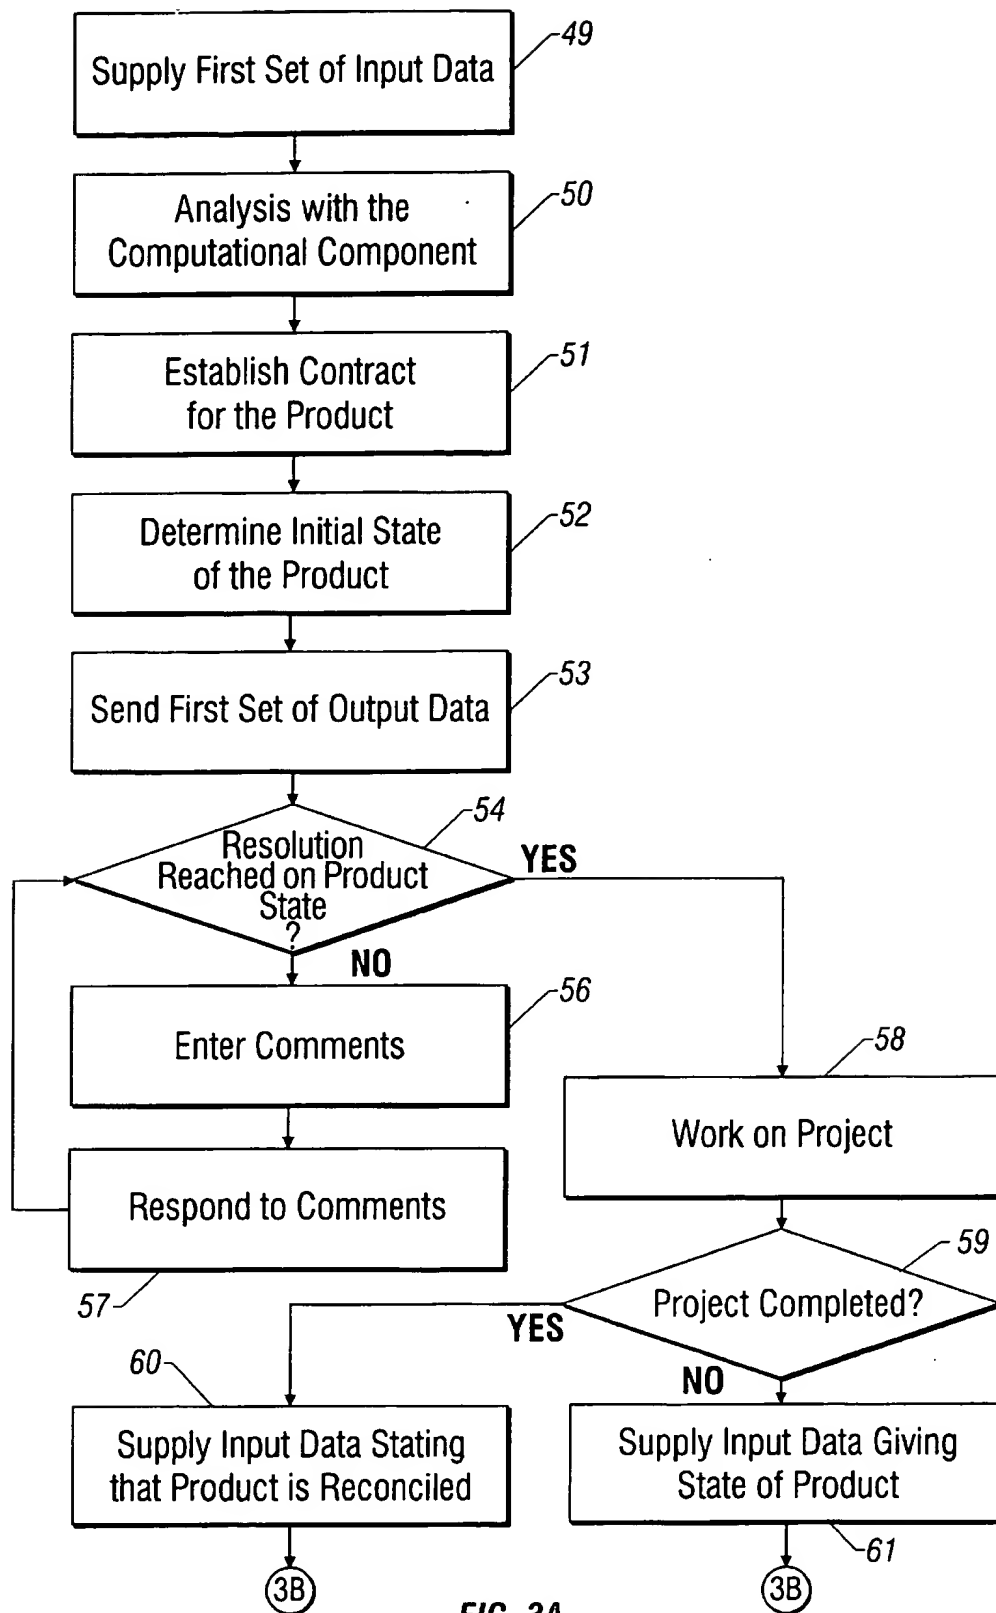 49
Supply First Set of Input Data
50
Analysis with the
Computational Component
51
Establish Contract
for the Product
52
Determine Initial State
of the Product
53
Send First Set of Output Data
54
Resolution
Reached on Product
State
?
YES
NO
56
Enter Comments
58
Work on Project
Respond to Comments
57
59
Project Completed?
YES
NO
60
Supply Input Data Stating
that Product is Reconciled
Supply Input Data Giving
State of Product
61
3B
3B
FIG. 3A